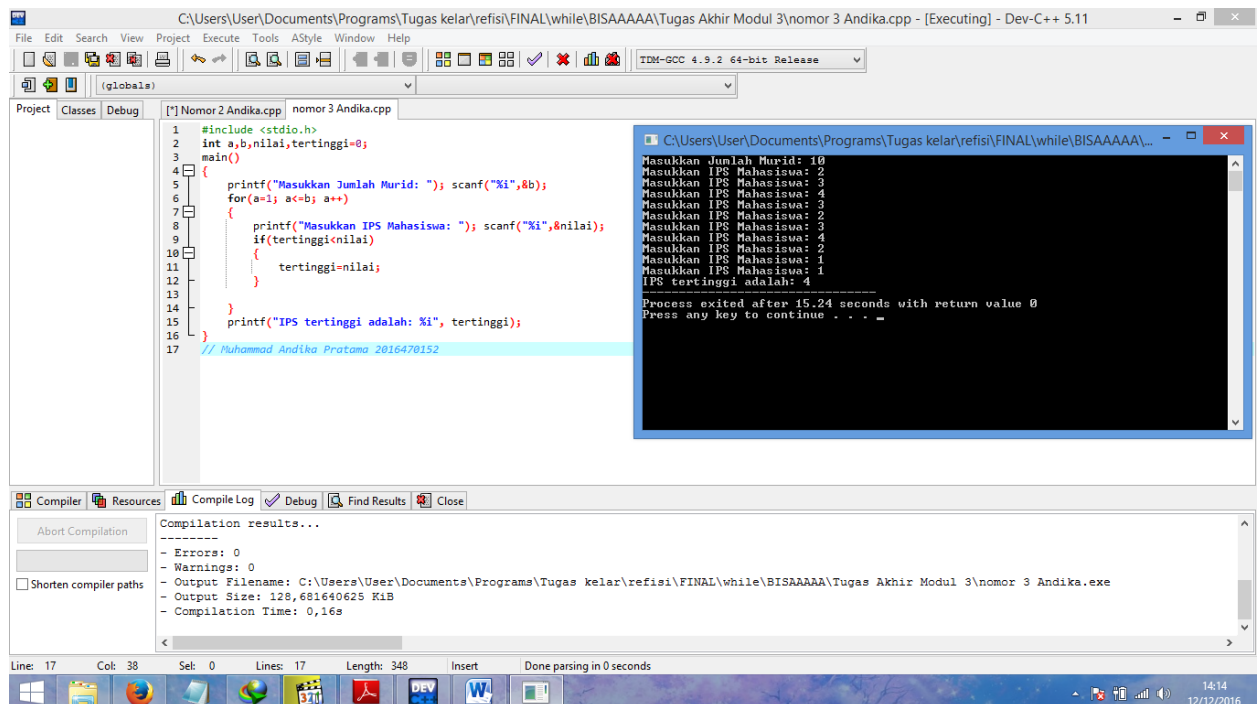 C:\Users\User\Documents\Programs\Tugas kelar\refisi\FINAL\while\BISAAAAA\Tugas Akhir Modul 3\nomor 3 Andika.cpp - [Executing] - Dev-C++ 5.11
File Edit Search View Project Execute Tools AStyle Window Help
TDM-GCC 4.9.2 64-bit Release
(globals)
Project Classes Debug
[*] Nomor 2 Andika.cpp nomor 3 Andika.cpp
1 #include <stdio.h>
2 int a,b,nilai,tertinggi=0;
3 main()
4 {
5 printf("Masukkan Jumlah Murid: "); scanf("%i",&b);
6 for(a=1; a<=b; a++)
7 {
8 printf("Masukkan IPS Mahasiswa: "); scanf("%i",&nilai);
9 if(tertinggi<nilai)
10 {
11 tertinggi=nilai;
12 }
13
14 }
15 printf("IPS tertinggi adalah: %i", tertinggi);
16 }
17 // Muhammad Andika Pratama 2016470152
C:\Users\User\Documents\Programs\Tugas kelar\refisi\FINAL\while\BISAAAAA\...
Masukkan Jumlah Murid: 10
Masukkan IPS Mahasiswa: 2
Masukkan IPS Mahasiswa: 3
Masukkan IPS Mahasiswa: 4
Masukkan IPS Mahasiswa: 3
Masukkan IPS Mahasiswa: 2
Masukkan IPS Mahasiswa: 3
Masukkan IPS Mahasiswa: 4
Masukkan IPS Mahasiswa: 2
Masukkan IPS Mahasiswa: 1
Masukkan IPS Mahasiswa: 1
IPS tertinggi adalah: 4
--------------------------------
Process exited after 15.24 seconds with return value 0
Press any key to continue . . . _
Compiler Resources Compile Log Debug Find Results Close
Abort Compilation
Shorten compiler paths
Compilation results...
--------
- Errors: 0
- Warnings: 0
- Output Filename: C:\Users\User\Documents\Programs\Tugas kelar\refisi\FINAL\while\BISAAAAA\Tugas Akhir Modul 3\nomor 3 Andika.exe
- Output Size: 128,681640625 KiB
- Compilation Time: 0,16s
Line: 17 Col: 38 Sel: 0 Lines: 17 Length: 348 Insert Done parsing in 0 seconds
321
DEV C++
W
14:14
12/12/2016